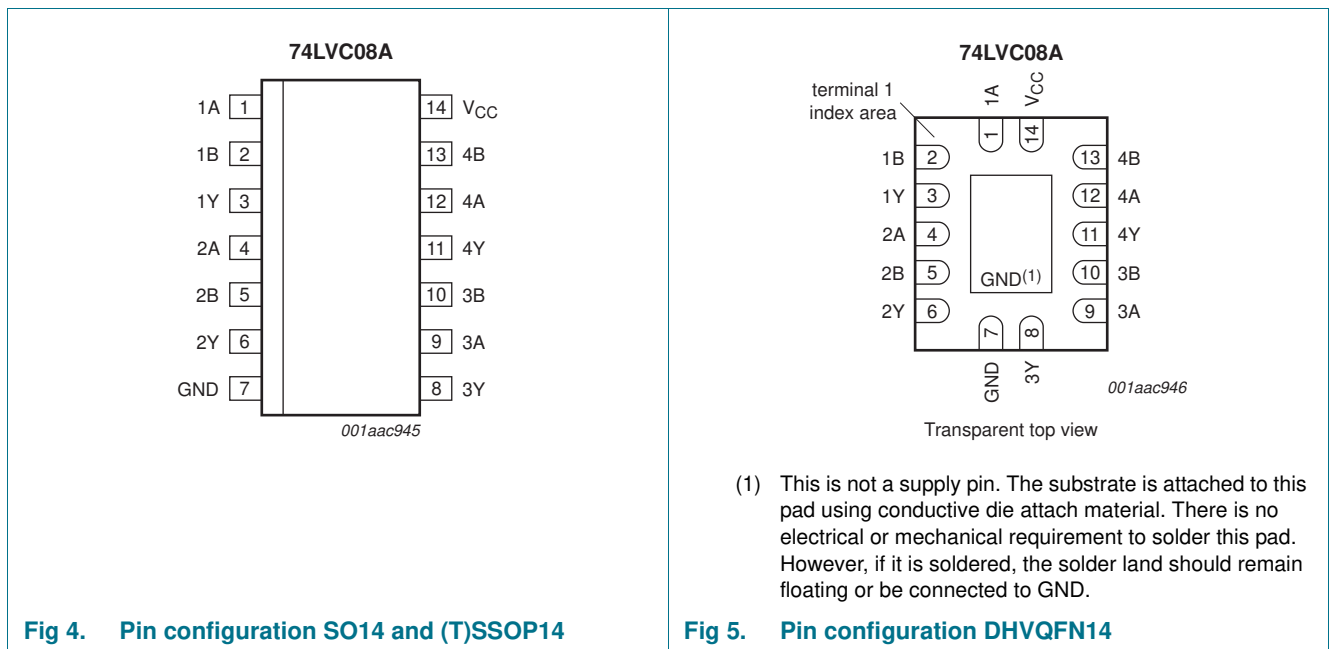 74LVC08A
1A 1 14 VCC
1B 2 13 4B
1Y 3 12 4A
2A 4 11 4Y
2B 5 10 3B
2Y 6 9 3A
GND 7 8 3Y
001aac945
Fig 4. Pin configuration SO14 and (T)SSOP14
74LVC08A
terminal 1
index area
1A VCC
1 14
1B 2 13 4B
1Y 3 12 4A
2A 4 11 4Y
2B 5 10 3B
GND(1)
2Y 6 9 3A
7 8
GND 3Y
001aac946
Transparent top view
(1) This is not a supply pin. The substrate is attached to this
pad using conductive die attach material. There is no
electrical or mechanical requirement to solder this pad.
However, if it is soldered, the solder land should remain
floating or be connected to GND.
Fig 5. Pin configuration DHVQFN14